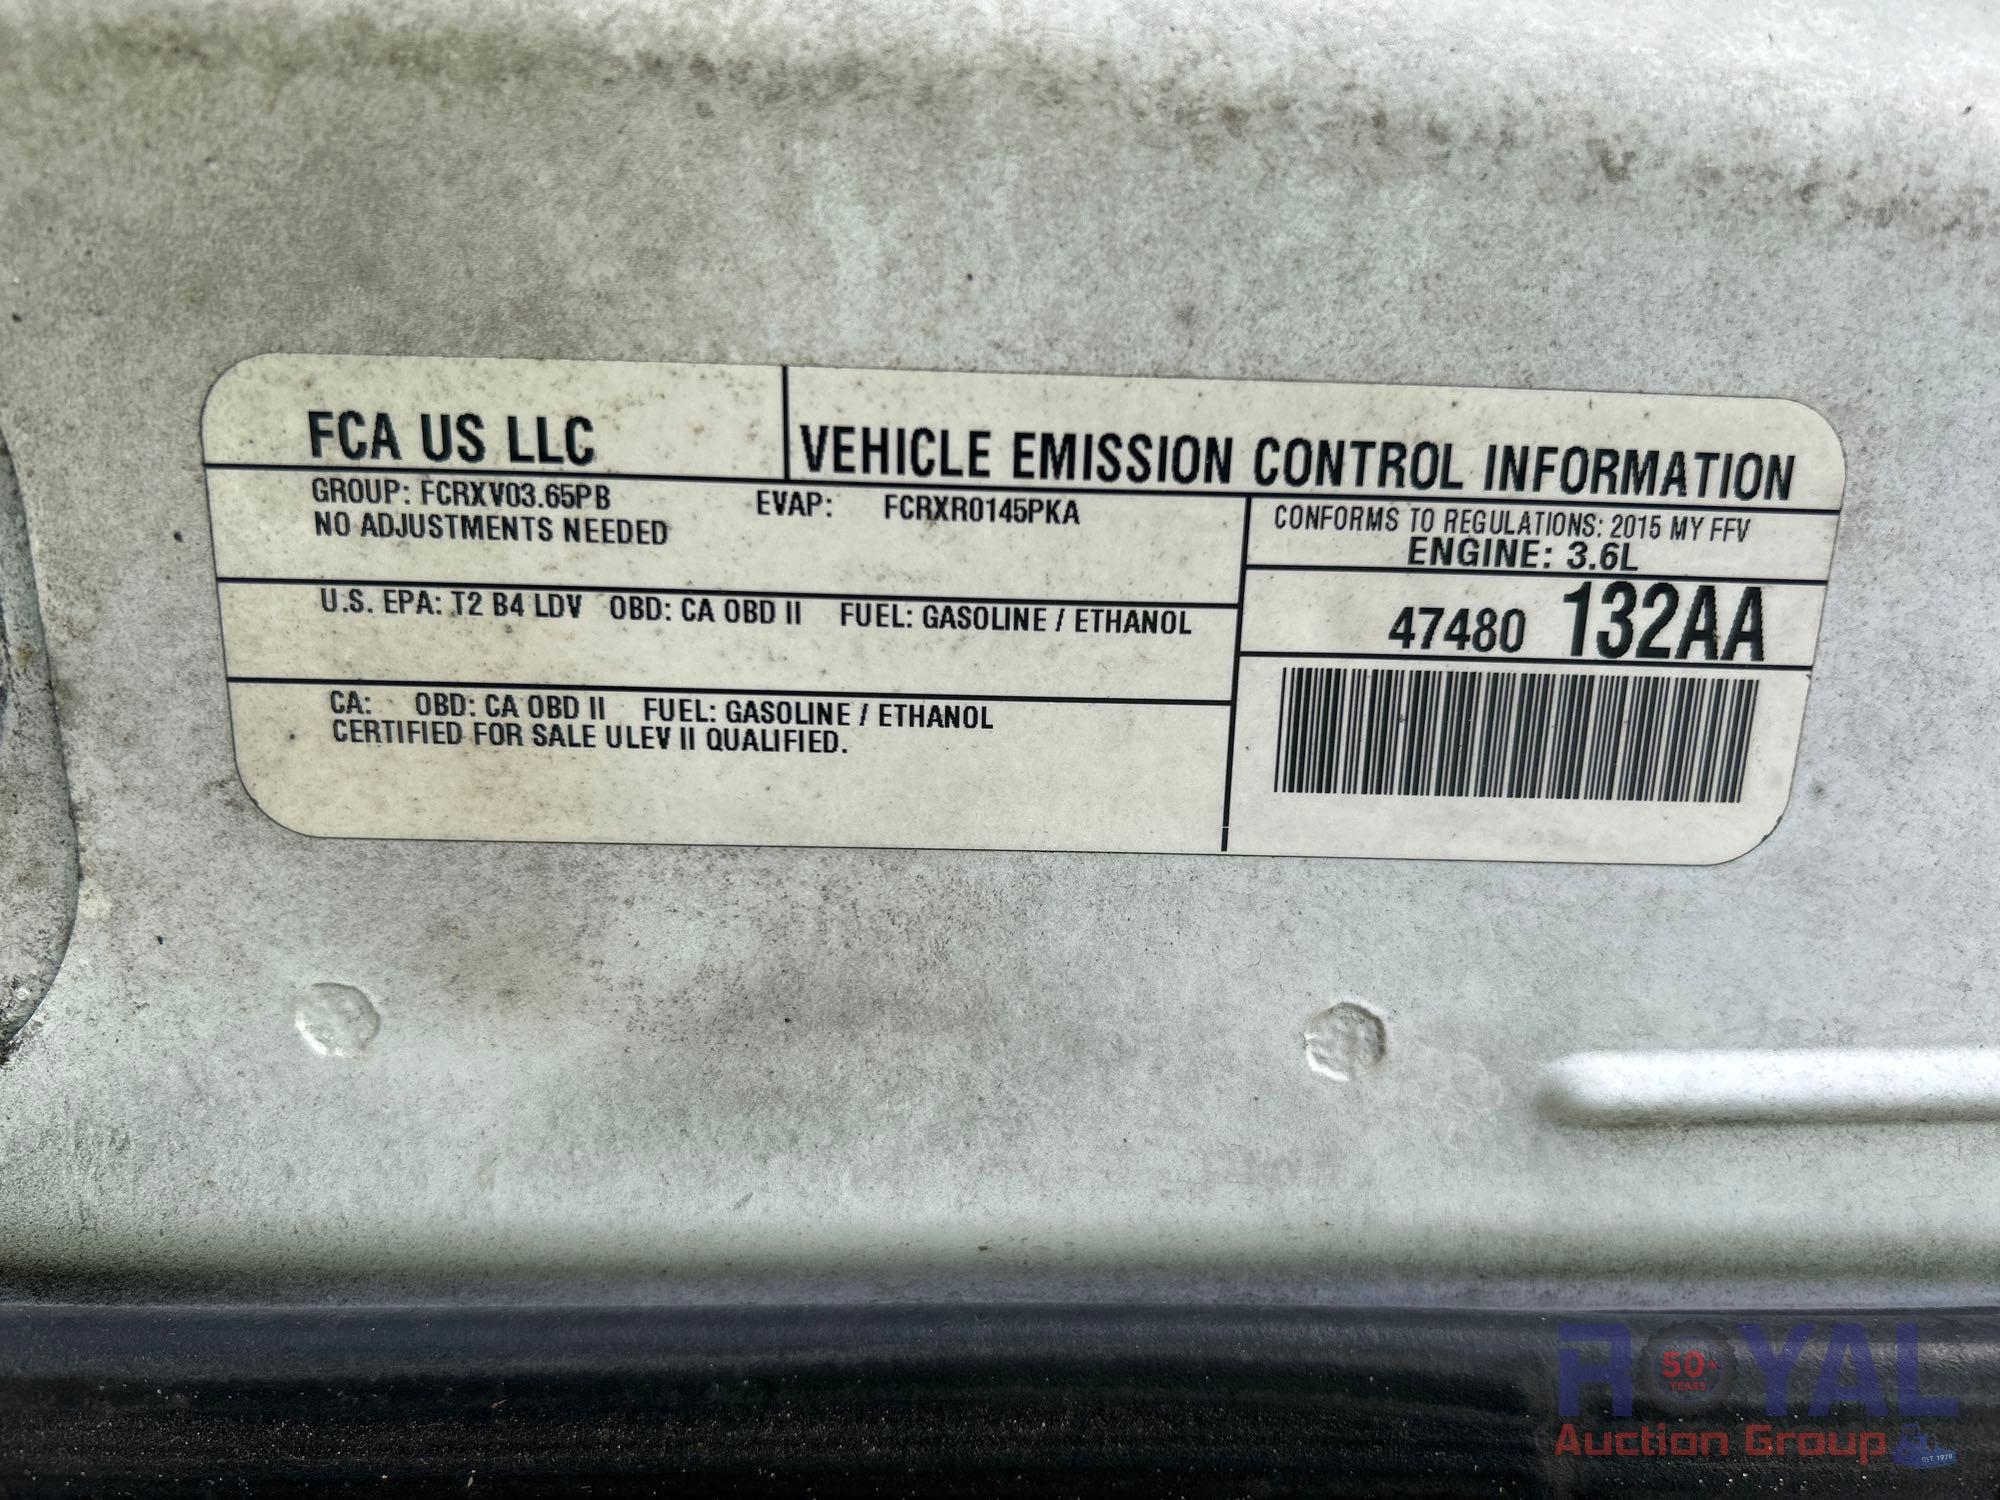 FCA US LLC
VEHICLE EMISSION CONTROL INFORMATION
GROUP: FCRXV03.65PB EVAP: FCRXR0145PKA
NO ADJUSTMENTS NEEDED
CONFORMS TO REGULATIONS: 2015 MY FFV
ENGINE: 3.6L
U.S. EPA: T2 B4 LDV OBD: CA OBD II FUEL: GASOLINE / ETHANOL
47480 132AA
CA: OBD: CA OBD II FUEL: GASOLINE / ETHANOL
CERTIFIED FOR SALE ULEV II QUALIFIED.
ROYAL
50+
YEARS
Auction Group
EST. 1970